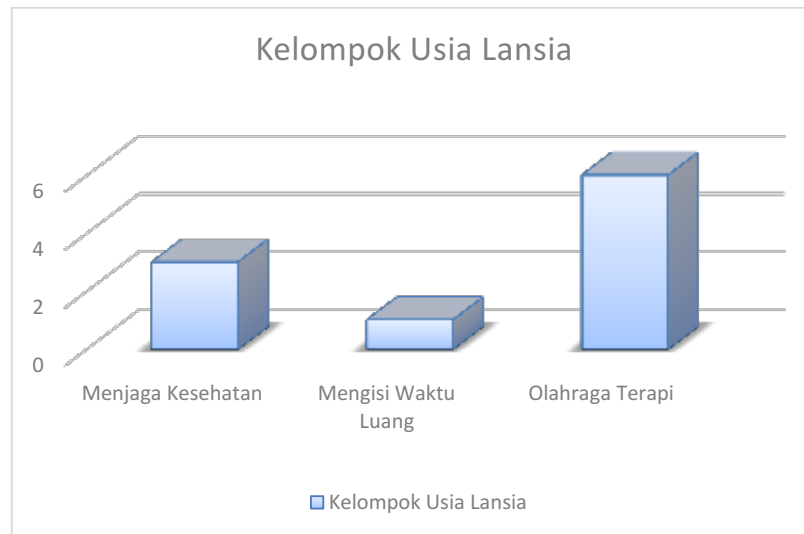 Kelompok Usia Lansia
6
4
2
0
Menjaga Kesehatan
Mengisi Waktu
Luang
Olahraga Terapi
Kelompok Usia Lansia